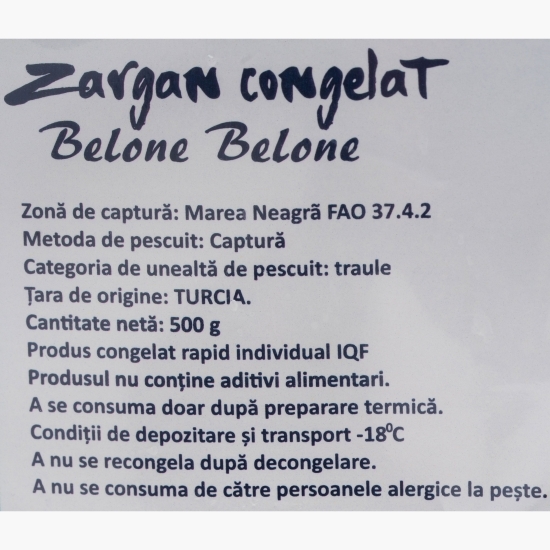 Zargan congelat
Belone Belone
Zonă de captură: Marea Neagrã FAO 37.4.2
Metoda de pescuit: Captură
Categoria de unealtă de pescuit: traule
Țara de origine: TURCIA.
Cantitate netă: 500 g
Produs congelat rapid individual IQF
Produsul nu conține aditivi alimentari.
A se consuma doar după preparare termică.
Condiții de depozitare și transport -18⁰C
A nu se recongela după decongelare.
A nu se consuma de către persoanele alergice la pește.